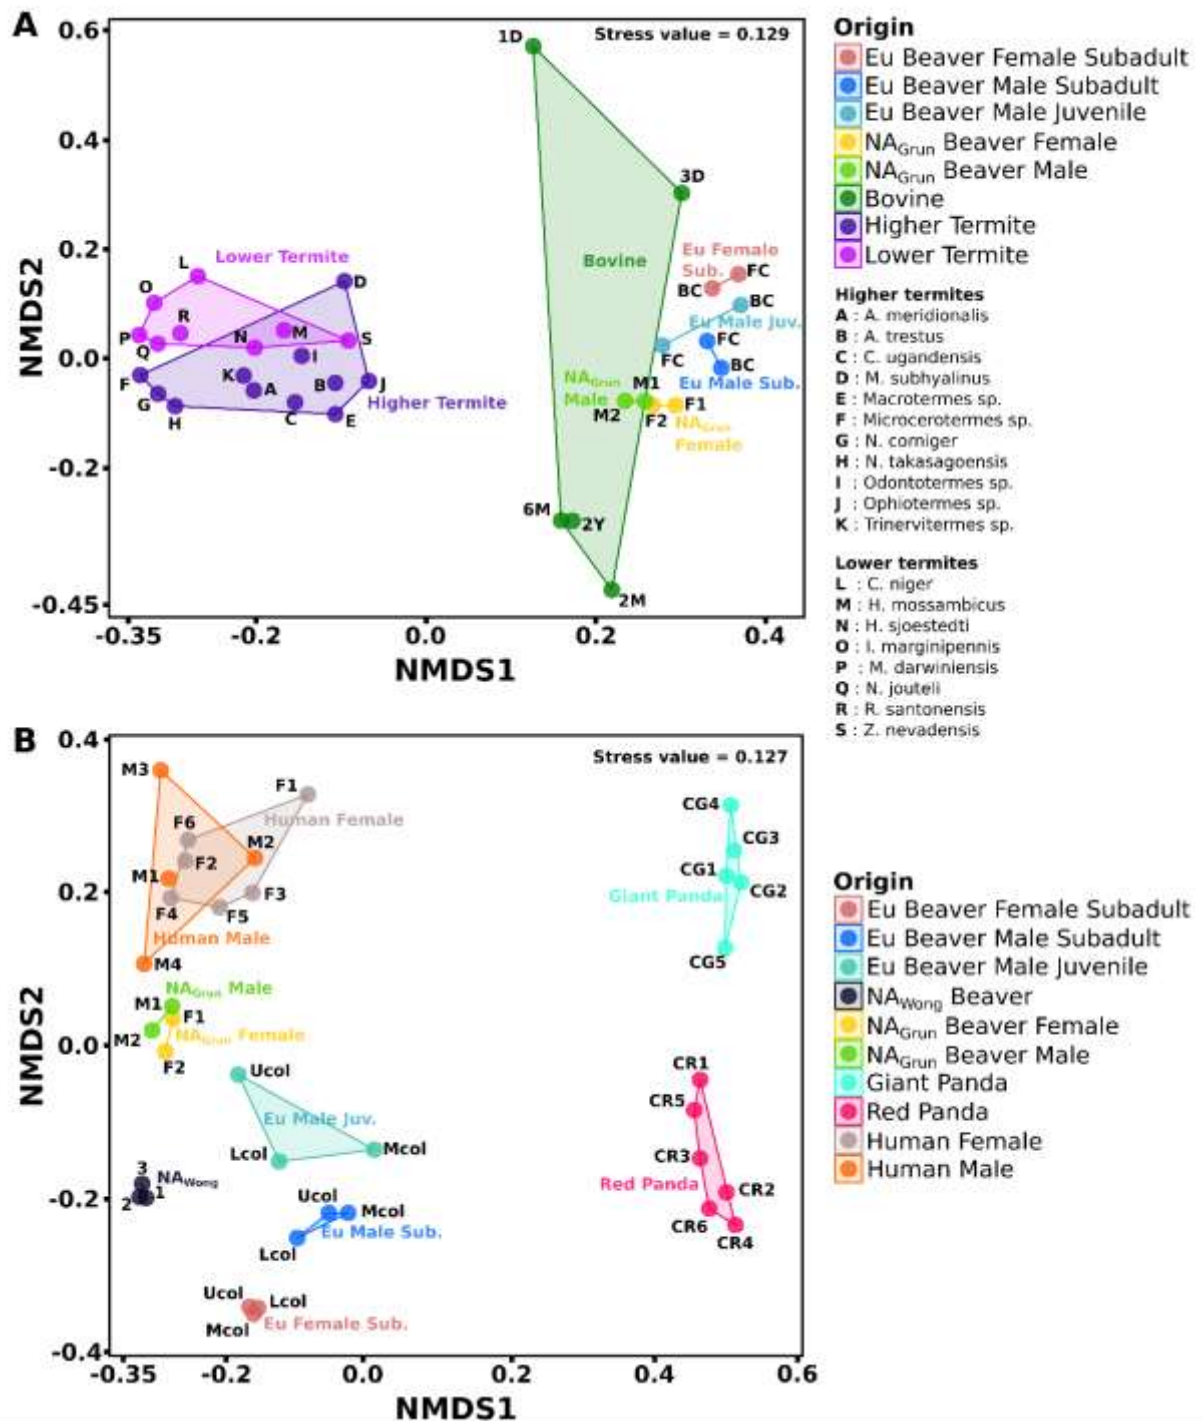 A
Stress value = 0.129
0.6
0.4
0.2
0.0
-0.2
-0.45
NMDS2
1D
3D
Bovine
Eu Female
Sub.
FC
BC
BC
Eu Male Juv.
FC
FC
BC
Eu Male Sub.
NAGrun
Male
M1
M2
F2
F1
NAGrun
Female
6M
2Y
2M
Lower Termite
L
O
R
P
Q
N
M
S
D
I
F
K
A
B
J
G
H
C
E
Higher Termite
-0.35
-0.2
0.0
0.2
0.4
NMDS1
Origin
Eu Beaver Female Subadult
Eu Beaver Male Subadult
Eu Beaver Male Juvenile
NAGrun Beaver Female
NAGrun Beaver Male
Bovine
Higher Termite
Lower Termite
Higher termites
A : A. meridionalis
B : A. trestus
C : C. ugandensis
D : M. subhyalinus
E : Macrotermes sp.
F : Microcerotermes sp.
G : N. corniger
H : N. takasagoensis
I : Odontotermes sp.
J : Ophiotermes sp.
K : Trinervitermes sp.
Lower termites
L : C. niger
M : H. mossambicus
N : H. sjoestedti
O : I. marginipennis
P : M. darwiniensis
Q : N. jouteli
R : R. santonensis
S : Z. nevadensis
B
Stress value = 0.127
0.4
0.2
0.0
-0.2
-0.4
NMDS2
M3
F1
F6
Human Female
M2
F2
M1
F4
F5
F3
Human Male
M4
NAGrun Male
M1
F1
M2
NAGrun Female
F2
Ucol
Eu Male Juv.
Lcol
Mcol
3
NAWong
2
1
Ucol
Mcol
Eu Male Sub.
Lcol
Ucol
Lcol
Mcol
Eu Female Sub.
CG4
CG3
CG1
CG2
Giant Panda
CG5
CR1
CR5
CR3
Red Panda
CR2
CR6
CR4
-0.35
-0.2
0.0
0.2
0.4
0.6
NMDS1
Origin
Eu Beaver Female Subadult
Eu Beaver Male Subadult
Eu Beaver Male Juvenile
NAWong Beaver
NAGrun Beaver Female
NAGrun Beaver Male
Giant Panda
Red Panda
Human Female
Human Male